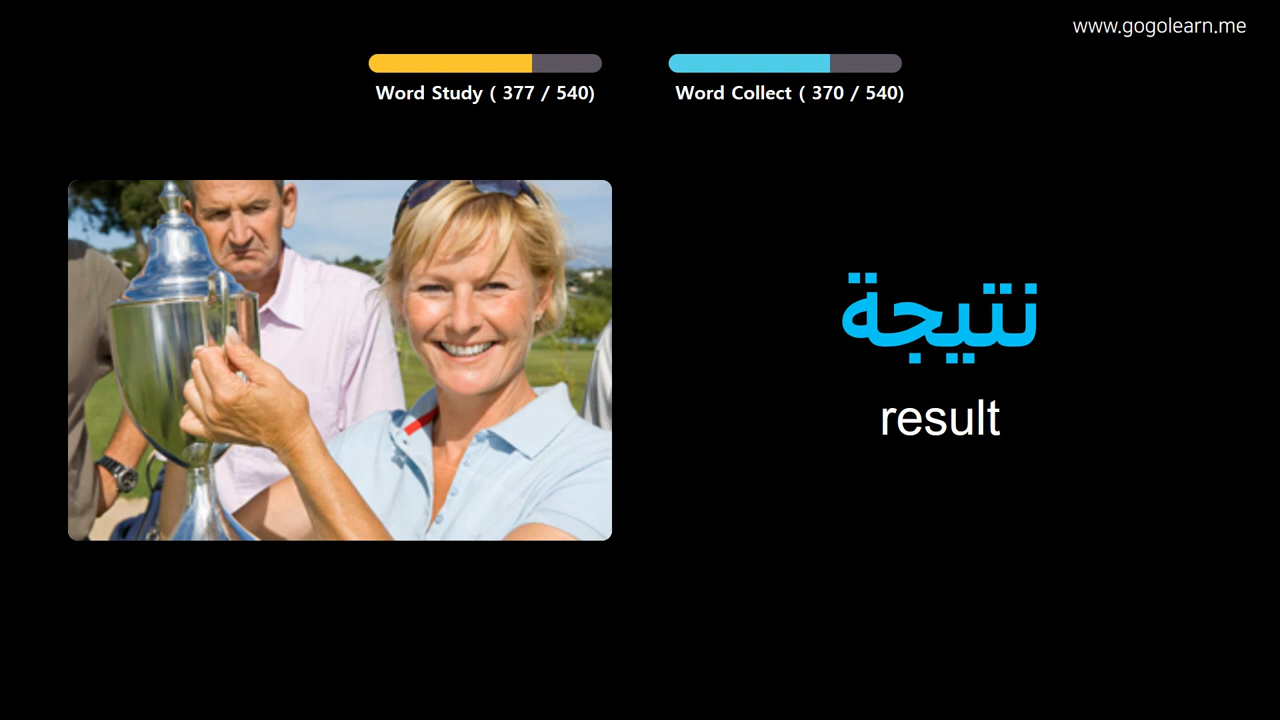 www.gogolearn.me
Word Study ( 377 / 540)
Word Collect ( 370 / 540)
نتيجة
result